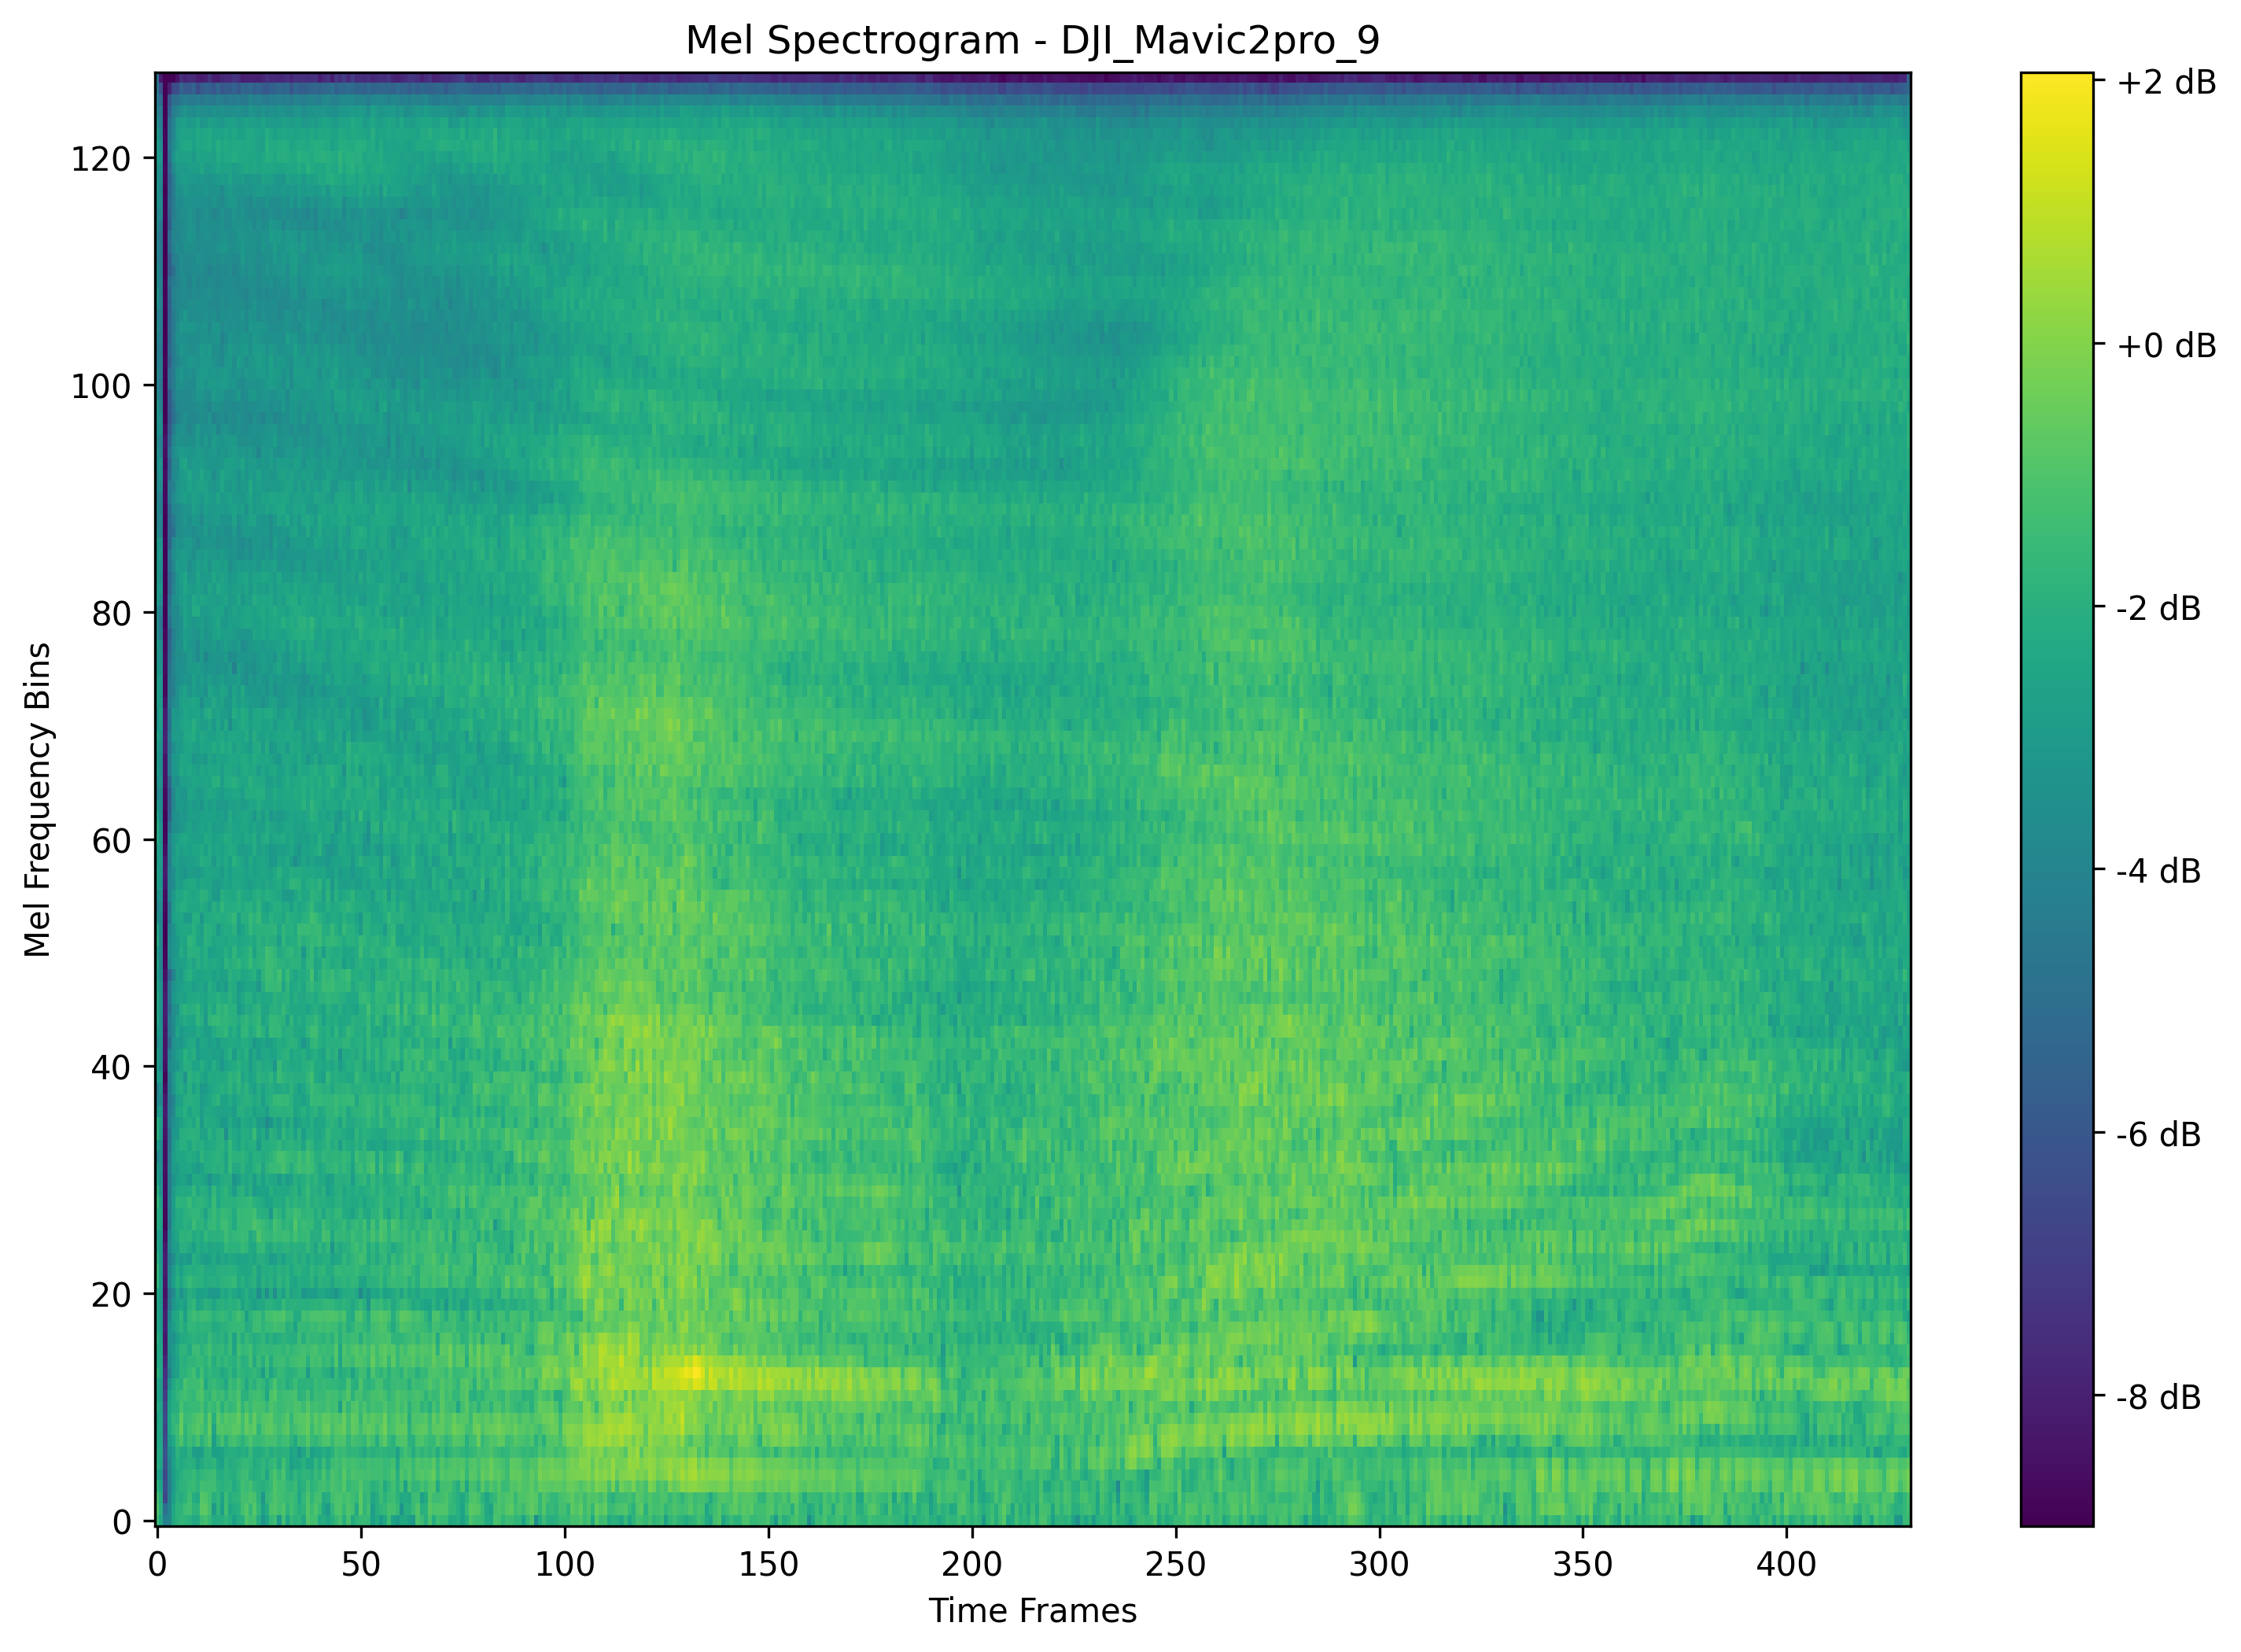 Mel Spectrogram - DJI_Mavic2pro_9
Mel Frequency Bins
120
100
80
60
40
20
0
0 50 100 150 200 250 300 350 400
Time Frames
+2 dB
+0 dB
-2 dB
-4 dB
-6 dB
-8 dB